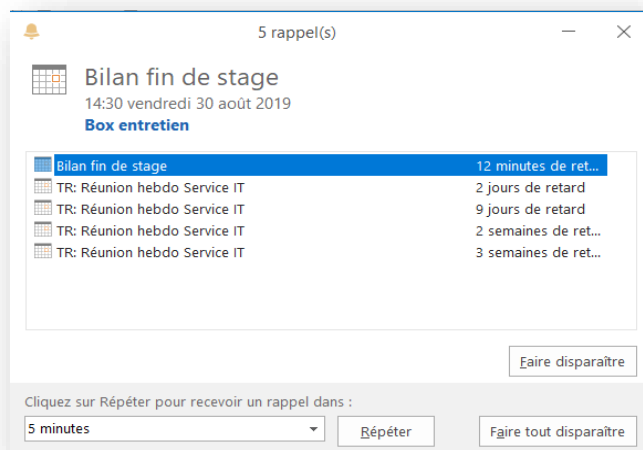 5 rappel(s)
Bilan fin de stage
14:30 vendredi 30 août 2019
Box entretien
Bilan fin de stage 12 minutes de ret...
TR: Réunion hebdo Service IT 2 jours de retard
TR: Réunion hebdo Service IT 9 jours de retard
TR: Réunion hebdo Service IT 2 semaines de ret...
TR: Réunion hebdo Service IT 3 semaines de ret...
Faire disparaître
Cliquez sur Répéter pour recevoir un rappel dans :
5 minutes Répéter Faire tout disparaître